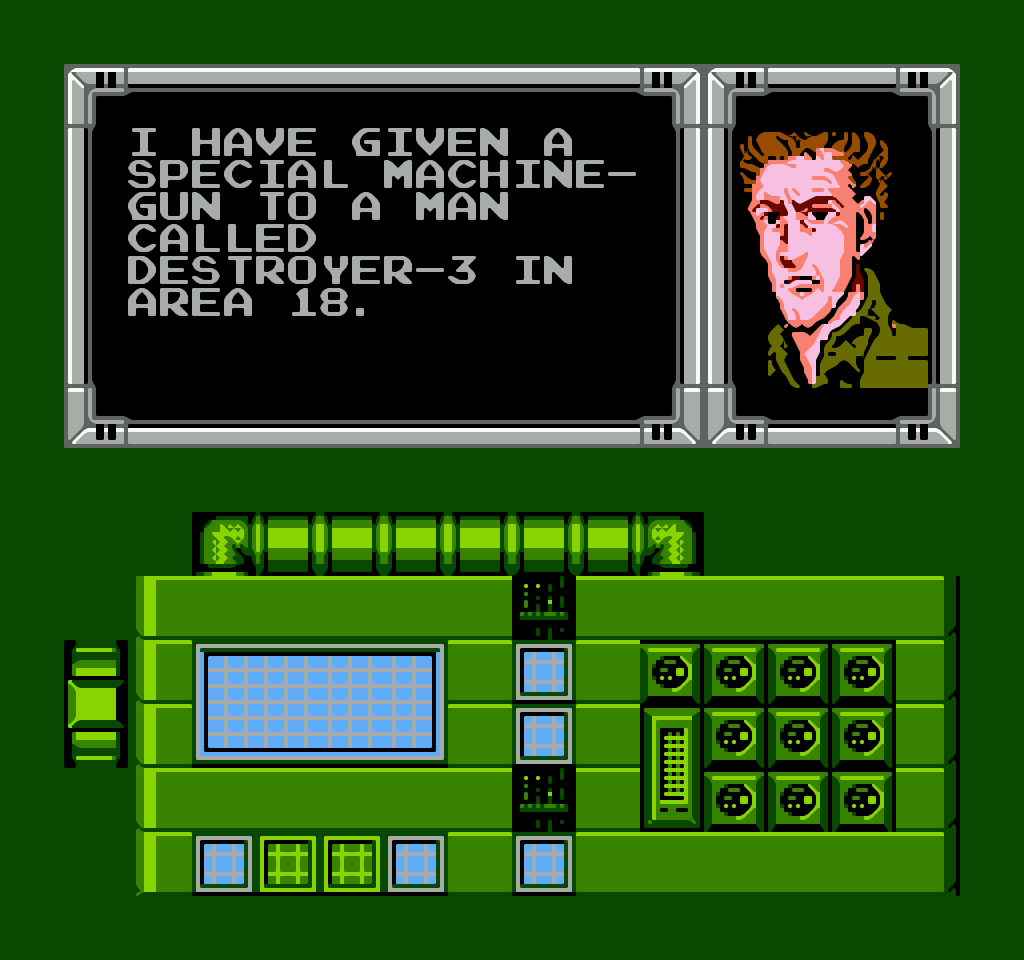 I HAVE GIVEN A
SPECIAL MACHINE-
GUN TO A MAN
CALLED
DESTROYER-3 IN
AREA 18.